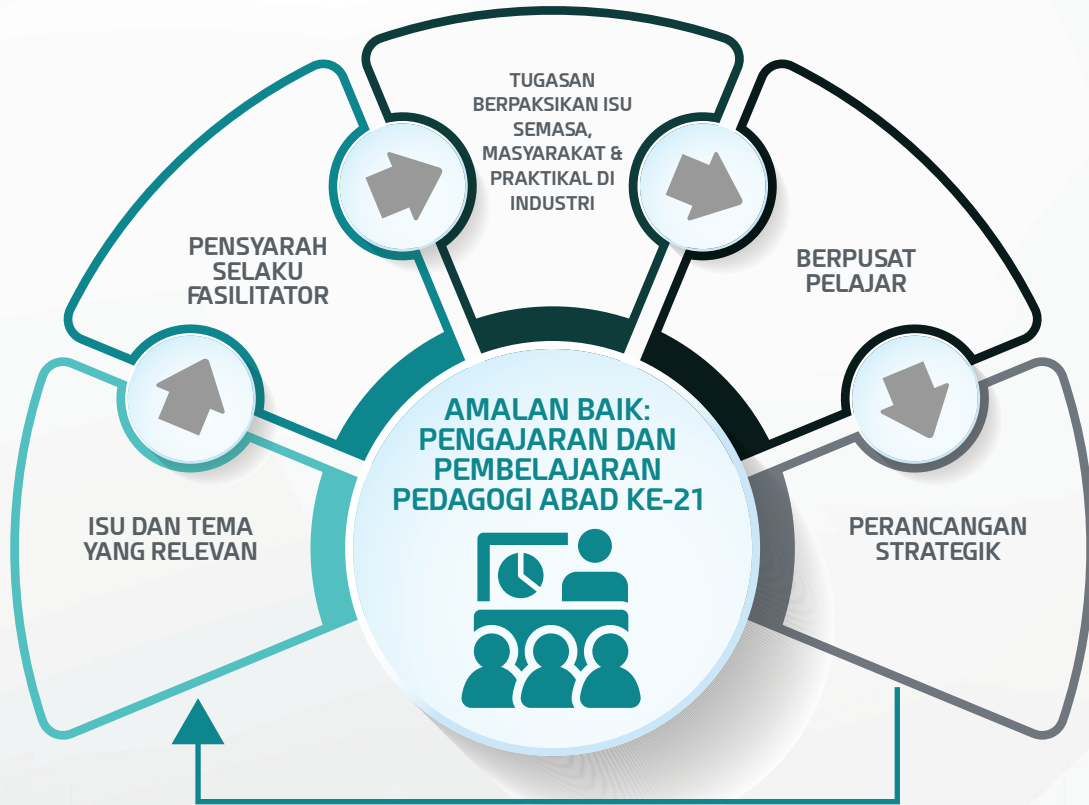 TUGASAN
BERPAKSIKAN ISU
SEMASA,
MASYARAKAT &
PRAKTIKAL DI
INDUSTRI
PENSYARAH
SELAKU
FASILITATOR
BERPUSAT
PELAJAR
AMALAN BAIK:
PENGAJARAN DAN
PEMBELAJARAN
PEDAGOGI ABAD KE-21
ISU DAN TEMA
YANG RELEVAN
PERANCANGAN
STRATEGIK